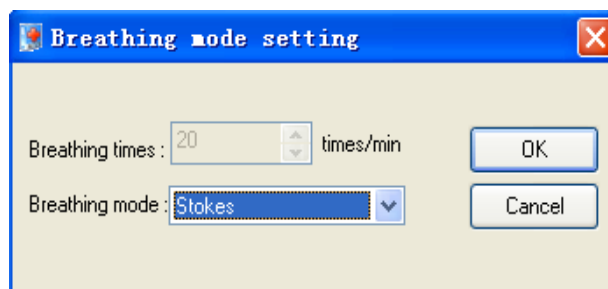 Breathing mode setting
Breathing times : 20 times/min
OK
Breathing mode : Stokes
Cancel